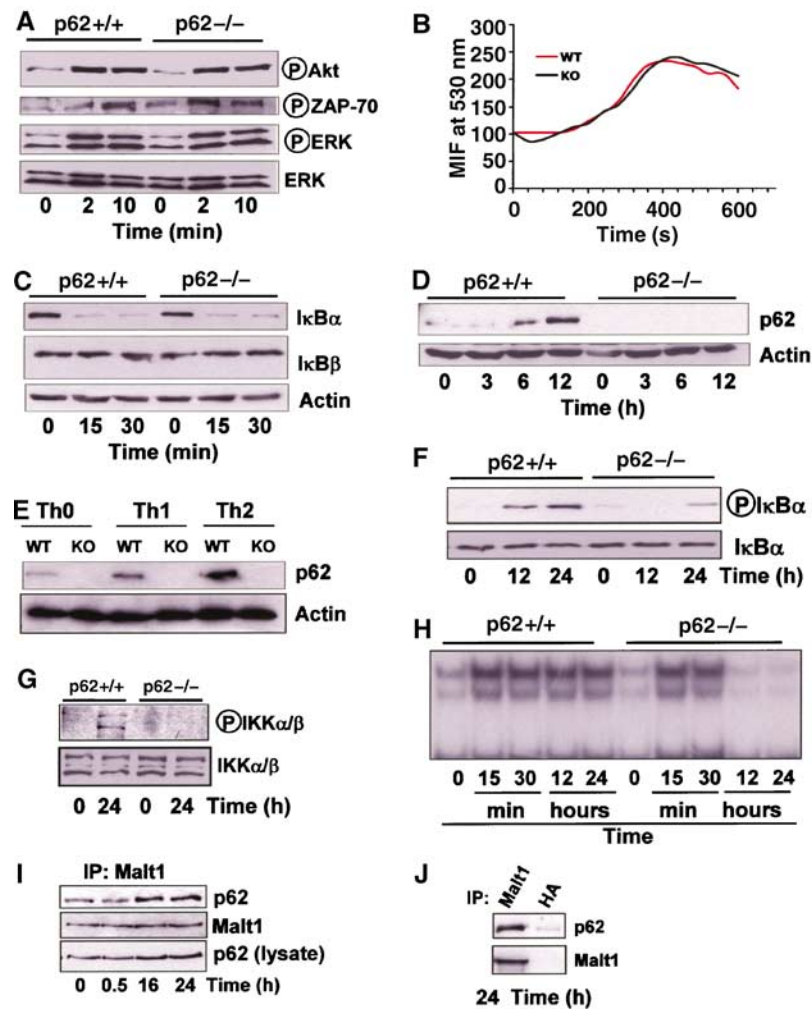 A
p62+/+ p62−/−
Ⓟ Akt
Ⓟ ZAP-70
Ⓟ ERK
ERK
0 2 10 0 2 10
Time (min)
B
MIF at 530 nm
300
250
200
150
100
50
0
WT
KO
0 200 400 600
Time (s)
C
p62+/+ p62−/−
IκBα
IκBβ
Actin
0 15 30 0 15 30
Time (min)
D
p62+/+ p62−/−
p62
Actin
0 3 6 12 0 3 6 12
Time (h)
E
Th0 Th1 Th2
WT KO WT KO WT KO
p62
Actin
F
p62+/+ p62−/−
Ⓟ IκBα
IκBα
0 12 24 0 12 24 Time (h)
G
p62+/+ p62−/−
Ⓟ IKKα/β
IKKα/β
0 24 0 24 Time (h)
H
p62+/+ p62−/−
0 15 30 12 24 0 15 30 12 24
min hours min hours
Time
I
IP: Malt1
p62
Malt1
p62 (lysate)
0 0.5 16 24 Time (h)
J
IP: Malt1 HA
p62
Malt1
24 Time (h)